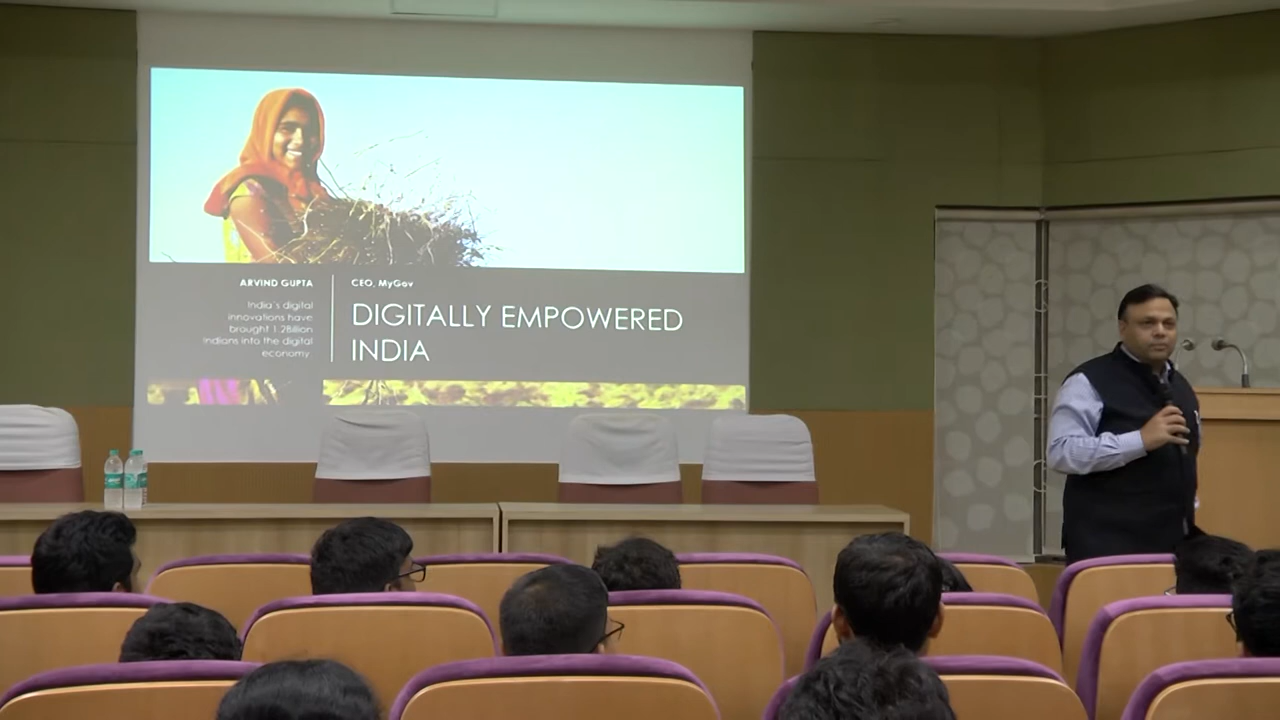 ARVIND GUPTA
India's digital
innovations have
brought 1.2Billion
Indians into the digital
economy
CEO, MyGov
DIGITALLY EMPOWERED
INDIA